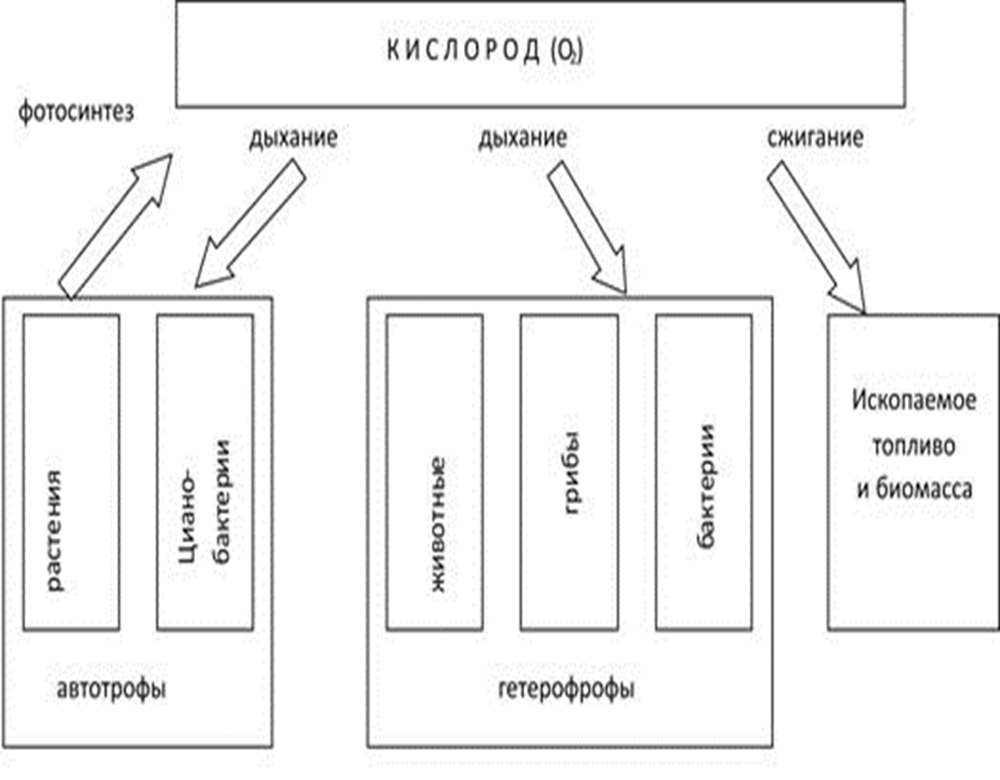 КИСЛОРОД (O₂)
фотосинтез
дыхание
дыхание
сжигание
растения
Циано-
бактерии
животные
грибы
бактерии
Ископаемое
топливо
и биомасса
автотрофы
гетерофрофы